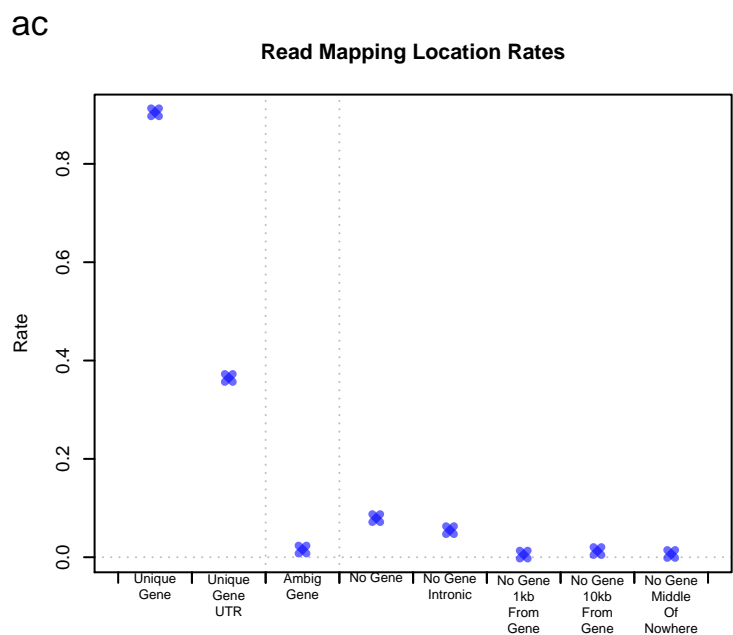 ac
Read Mapping Location Rates
Rate
0.8
0.6
0.4
0.2
0.0
Unique
Gene
Unique
Gene
UTR
Ambig
Gene
No Gene
No Gene
Intronic
No Gene
1kb
From
Gene
No Gene
10kb
From
Gene
No Gene
Middle
Of
Nowhere